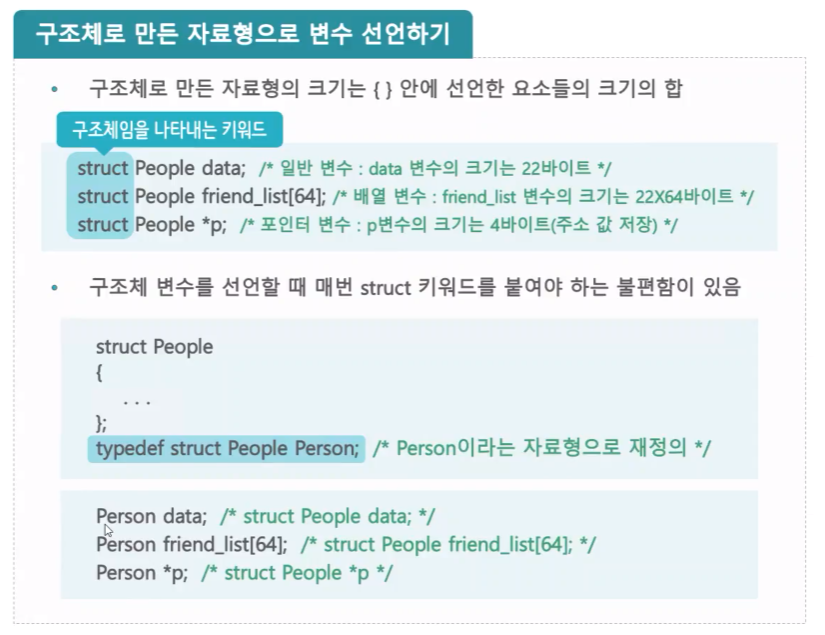 구조체로 만든 자료형으로 변수 선언하기
• 구조체로 만든 자료형의 크기는 { } 안에 선언한 요소들의 크기의 합
구조체임을 나타내는 키워드
struct People data; /* 일반 변수 : data 변수의 크기는 22바이트 */
struct People friend_list[64]; /* 배열 변수 : friend_list 변수의 크기는 22X64바이트 */
struct People *p; /* 포인터 변수 : p변수의 크기는 4바이트(주소 값 저장) */
• 구조체 변수를 선언할 때 매번 struct 키워드를 붙여야 하는 불편함이 있음
struct People
{
. . .
};
typedef struct People Person; /* Person이라는 자료형으로 재정의 */
Person data; /* struct People data; */
Person friend_list[64]; /* struct People friend_list[64]; */
Person *p; /* struct People *p */